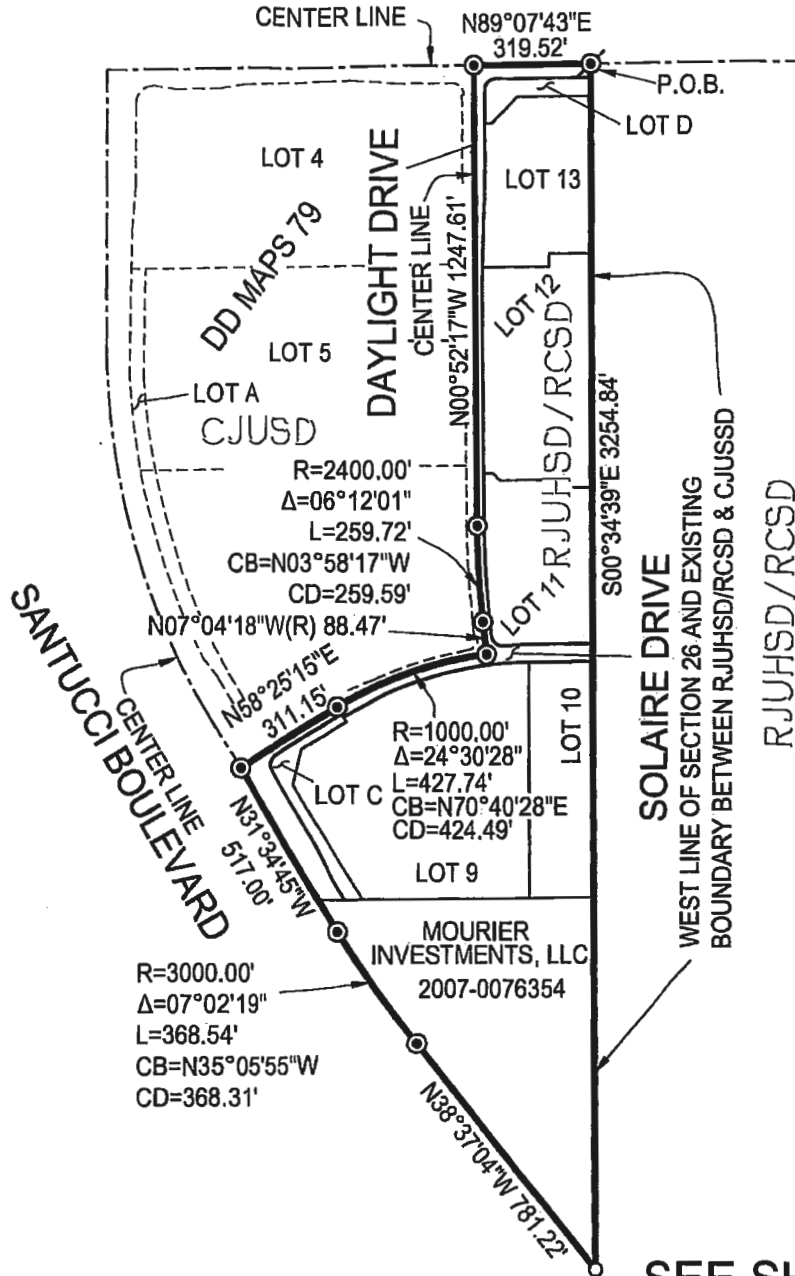 CENTER LINE
N89°07'43"E
319.52'
P.O.B.
LOT D
LOT 4
LOT 13
DAYLIGHT DRIVE
CENTER LINE
N00°52'17"W 1247.61'
DD MAPS 79
LOT 12
LOT 5
LOT A
CJUSD
RJUHSD/RCSD
S00°34'39"E 3254.84'
R=2400.00'
Δ=06°12'01"
L=259.72'
CB=N03°58'17"W
CD=259.59'
LOT 11
N07°04'18"W(R) 88.47'
SOLAIRE DRIVE
WEST LINE OF SECTION 26 AND EXISTING
BOUNDARY BETWEEN RJUHSD/RCSD & CJUSSD
RJUHSD/RCSD
SANTUCCI BOULEVARD
CENTER LINE
N58°25'15"E
311.15'
LOT 10
R=1000.00'
Δ=24°30'28"
L=427.74'
CB=N70°40'28"E
CD=424.49'
LOT C
N31°34'45"W
517.00'
LOT 9
MOURIER
INVESTMENTS, LLC
2007-0076354
R=3000.00'
Δ=07°02'19"
L=368.54'
CB=N35°05'55"W
CD=368.31'
N38°37'04"W 781.22'